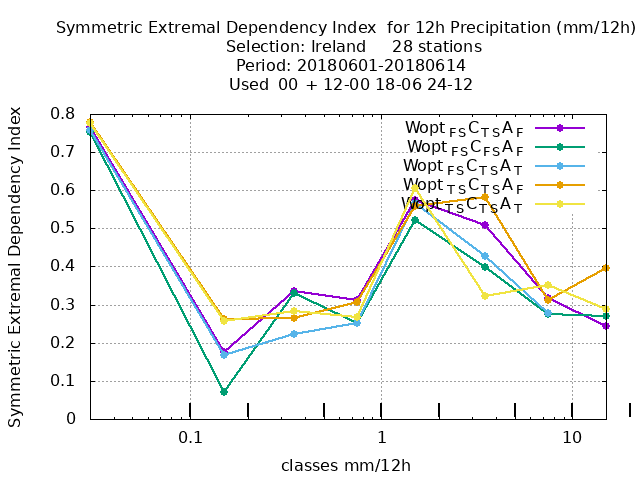 Symmetric Extremal Dependency Index  for 12h Precipitation (mm/12h)
Selection: Ireland     28 stations
Period: 20180601-20180614
Used  00 + 12-00 18-06 24-12
Symmetric Extremal Dependency Index
0.8
0.7
0.6
0.5
0.4
0.3
0.2
0.1
0
Wopt FS C TS A F
Wopt FS C FS A F
Wopt FS C TS A T
Wopt TS C TS A F
Wopt TS C TS A T
0.1 1 10
classes mm/12h